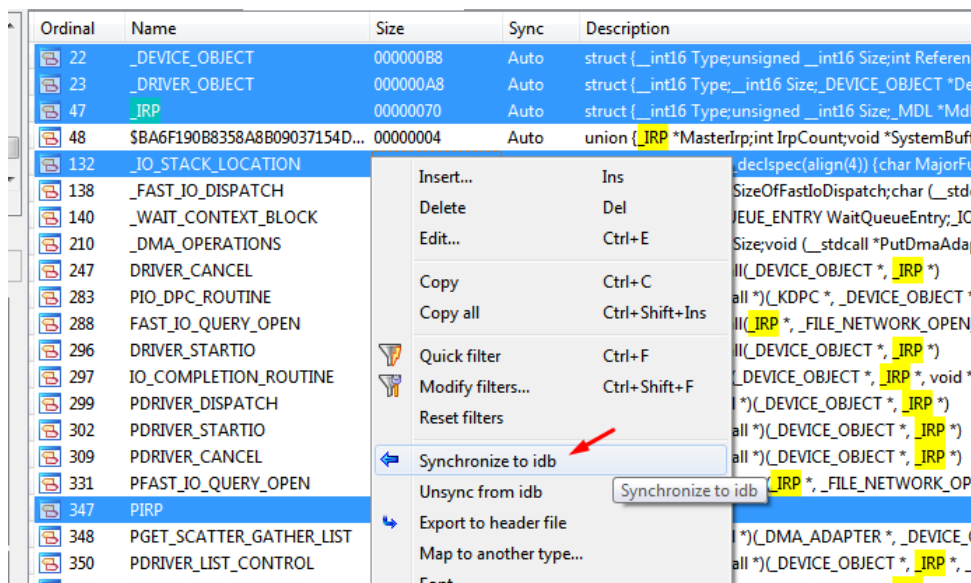 Ordinal Name Size Sync Description
22 _DEVICE_OBJECT 000000B8 Auto struct {__int16 Type;unsigned __int16 Size;int Referen
23 _DRIVER_OBJECT 000000A8 Auto struct {__int16 Type;__int16 Size;_DEVICE_OBJECT *De
47 _IRP 00000070 Auto struct {__int16 Type;unsigned __int16 Size;_MDL *Mdl
48 $BA6F190B8358A8B09037154D... 00000004 Auto union {_IRP *MasterIrp;int IrpCount;void *SystemBuff
132 _IO_STACK_LOCATION _declspec(align(4)) {char MajorFu
138 _FAST_IO_DISPATCH SizeOfFastIoDispatch;char (__stdc
140 _WAIT_CONTEXT_BLOCK UEUE_ENTRY WaitQueueEntry;_IO
210 _DMA_OPERATIONS Size;void (__stdcall *PutDmaAdap
247 DRIVER_CANCEL ll(_DEVICE_OBJECT *, _IRP *)
283 PIO_DPC_ROUTINE all *)(_KDPC *, _DEVICE_OBJECT *
288 FAST_IO_QUERY_OPEN ll(_IRP *, _FILE_NETWORK_OPEN
296 DRIVER_STARTIO ll(_DEVICE_OBJECT *, _IRP *)
297 IO_COMPLETION_ROUTINE (_DEVICE_OBJECT *, _IRP *, void *
299 PDRIVER_DISPATCH l *)(_DEVICE_OBJECT *, _IRP *)
302 PDRIVER_STARTIO all *)(_DEVICE_OBJECT *, _IRP *)
309 PDRIVER_CANCEL all *)(_DEVICE_OBJECT *, _IRP *)
331 PFAST_IO_QUERY_OPEN _IRP *, _FILE_NETWORK_OP
347 PIRP
348 PGET_SCATTER_GATHER_LIST l *)(_DMA_ADAPTER *, _DEVICE_O
350 PDRIVER_LIST_CONTROL all *)(_DEVICE_OBJECT *, _IRP *, _
Insert... Ins
Delete Del
Edit... Ctrl+E
Copy Ctrl+C
Copy all Ctrl+Shift+Ins
Quick filter Ctrl+F
Modify filters... Ctrl+Shift+F
Reset filters
Synchronize to idb
Unsync from idb
Synchronize to idb
Export to header file
Map to another type...